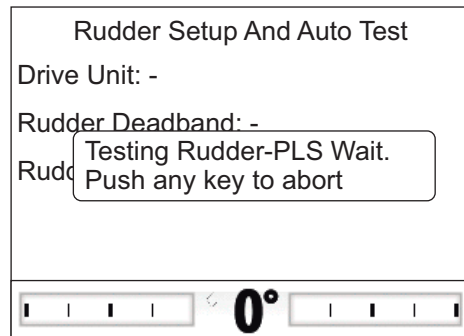 Rudder Setup And Auto Test
Drive Unit: -
Rudder Deadband: -
Testing Rudder-PLS Wait.
Push any key to abort
0°